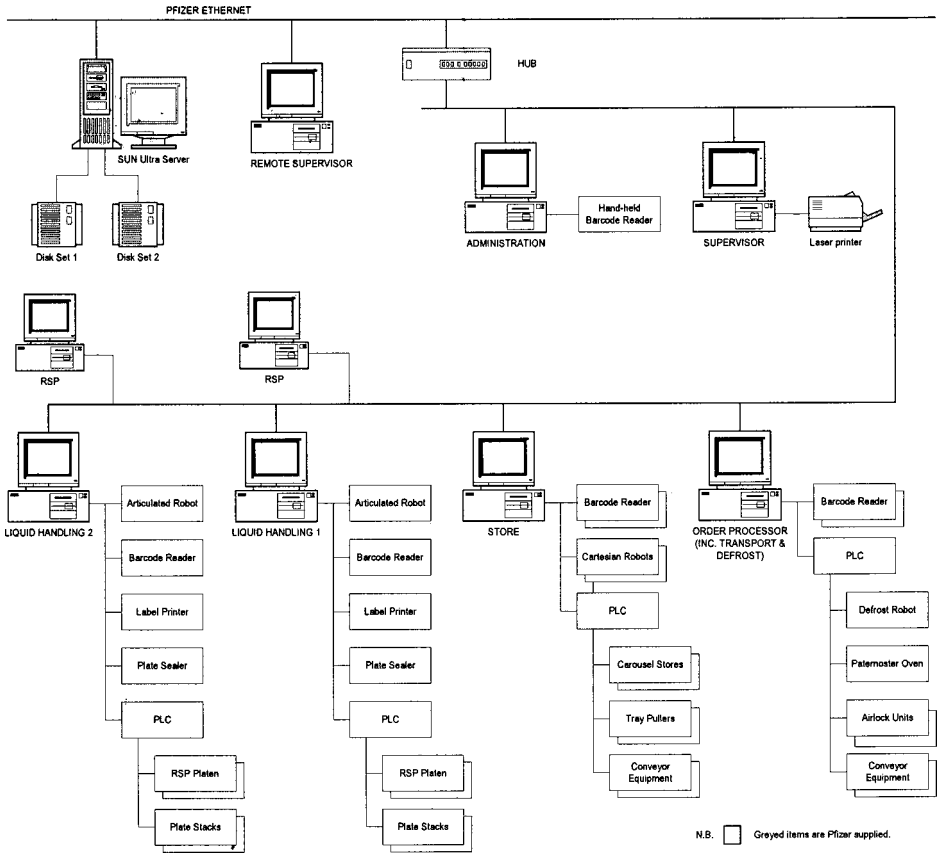 PFIZER ETHERNET
HUB
SUN Ultra Server
REMOTE SUPERVISOR
Disk Set 1
Disk Set 2
ADMINISTRATION
Hand-held
Barcode Reader
SUPERVISOR
Laser printer
RSP
RSP
LIQUID HANDLING 2
Articulated Robot
Barcode Reader
Label Printer
Plate Sealer
PLC
RSP Platen
Plate Stacks
LIQUID HANDLING 1
Articulated Robot
Barcode Reader
Label Printer
Plate Sealer
PLC
RSP Platen
Plate Stacks
STORE
Barcode Reader
Cartesian Robots
PLC
Carousel Stores
Tray Pullers
Conveyor
Equipment
ORDER PROCESSOR
(INC. TRANSPORT &
DEFROST)
Barcode Reader
PLC
Defrost Robot
Paternoster Oven
Airlock Units
Conveyor
Equipment
N.B. Greyed items are Pfizer supplied.